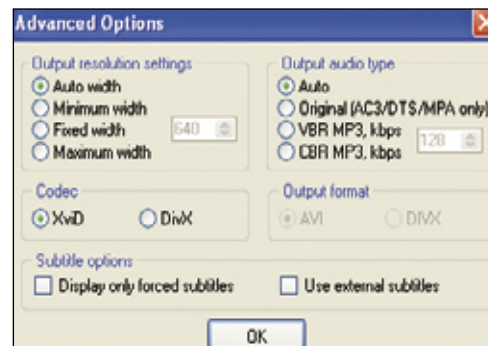 Advanced Options
Output resolution settings
Auto width
Minimum width
Fixed width
640
Maximum width
Output audio type
Auto
Original (AC3/DTS/MPA only)
VBR MP3, kbps
128
CBR MP3, kbps
Codec
XviD
DivX
Output format
AVI
DIVX
Subtitle options
Display only forced subtitles
Use external subtitles
OK